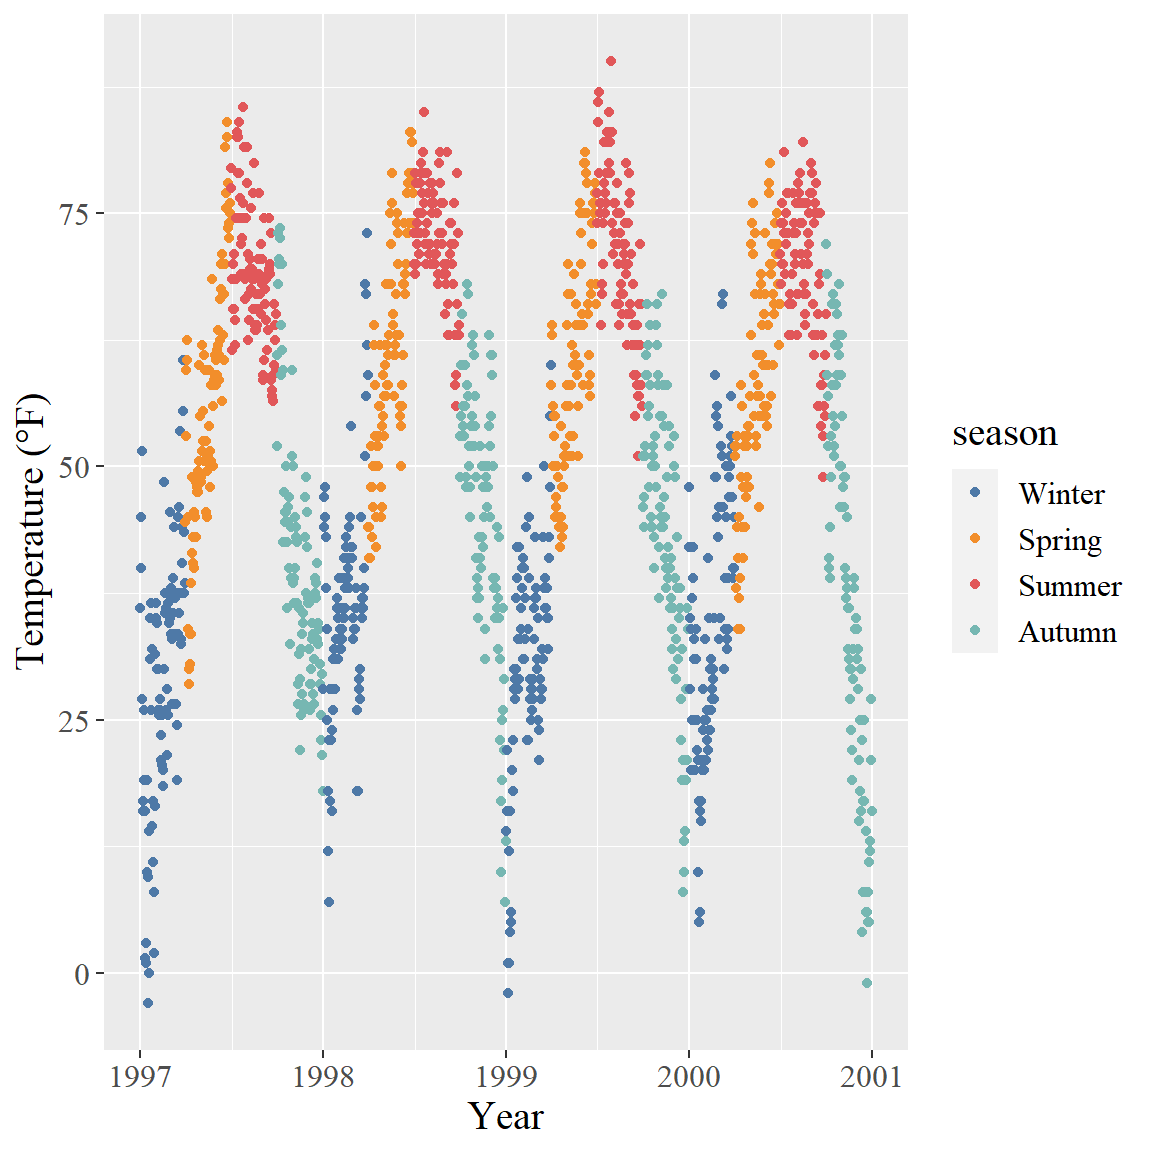 75
50
25
0
1997 1998 1999 2000 2001
Temperature (°F)
Year
season
Winter
Spring
Summer
Autumn